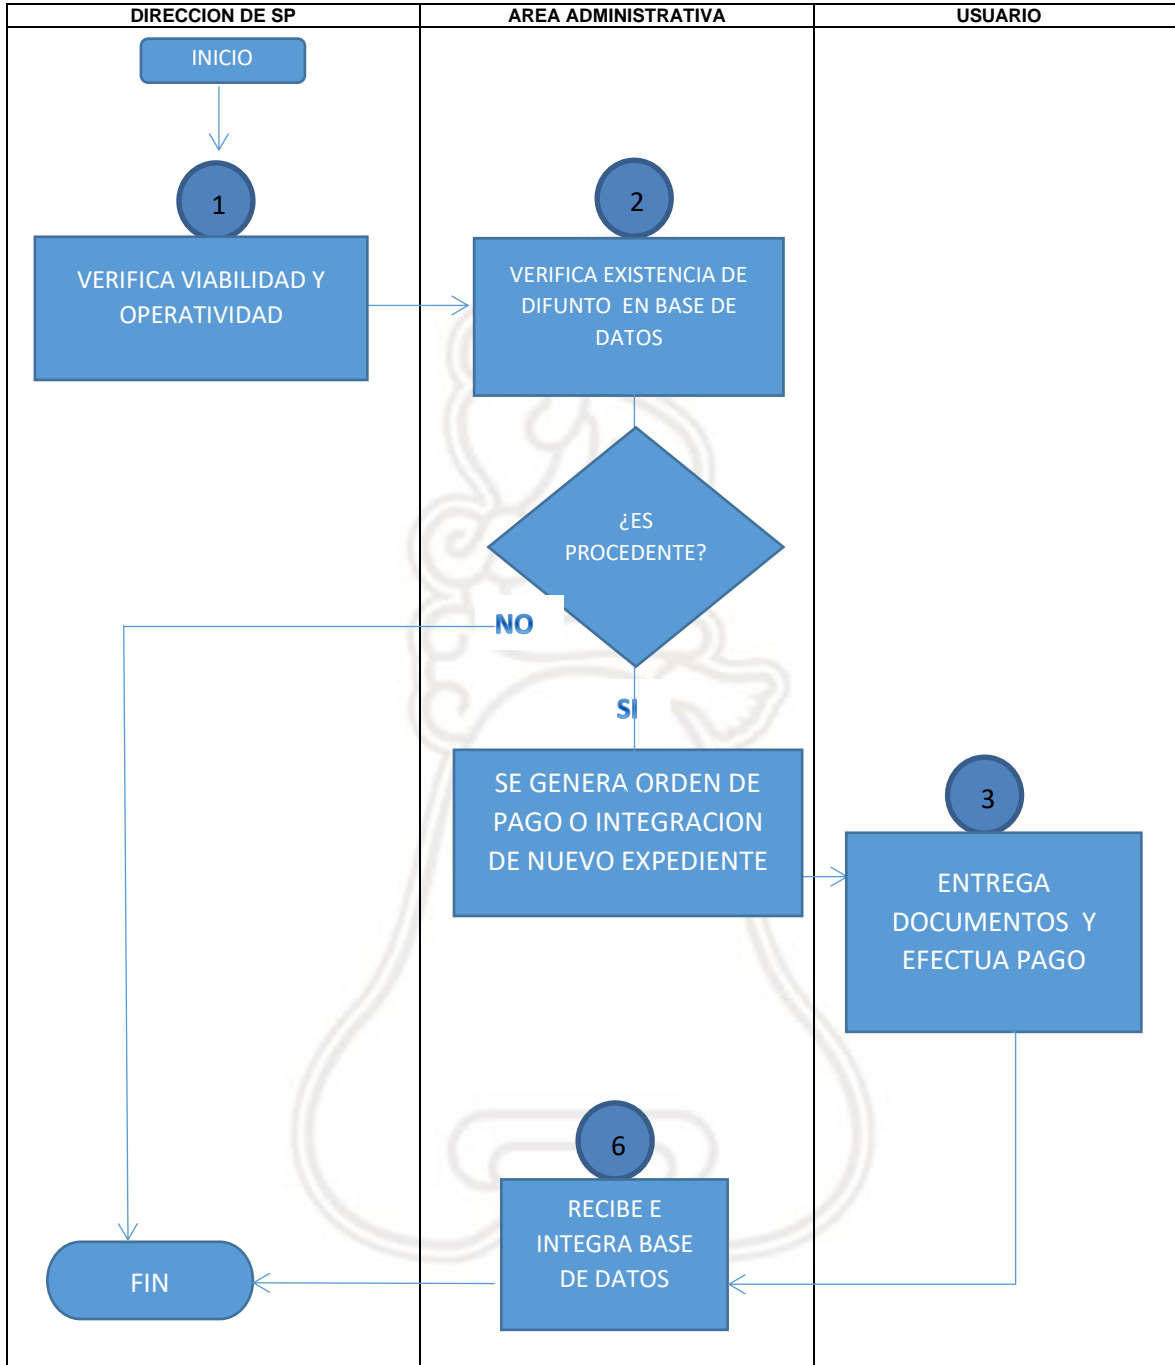 DIRECCION DE SP
AREA ADMINISTRATIVA
USUARIO
INICIO
1
VERIFICA VIABILIDAD Y
OPERATIVIDAD
2
VERIFICA EXISTENCIA DE
DIFUNTO EN BASE DE
DATOS
¿ES
PROCEDENTE?
NO
SI
SE GENERA ORDEN DE
PAGO O INTEGRACION
DE NUEVO EXPEDIENTE
3
ENTREGA
DOCUMENTOS Y
EFECTUA PAGO
6
RECIBE E
INTEGRA BASE
DE DATOS
FIN